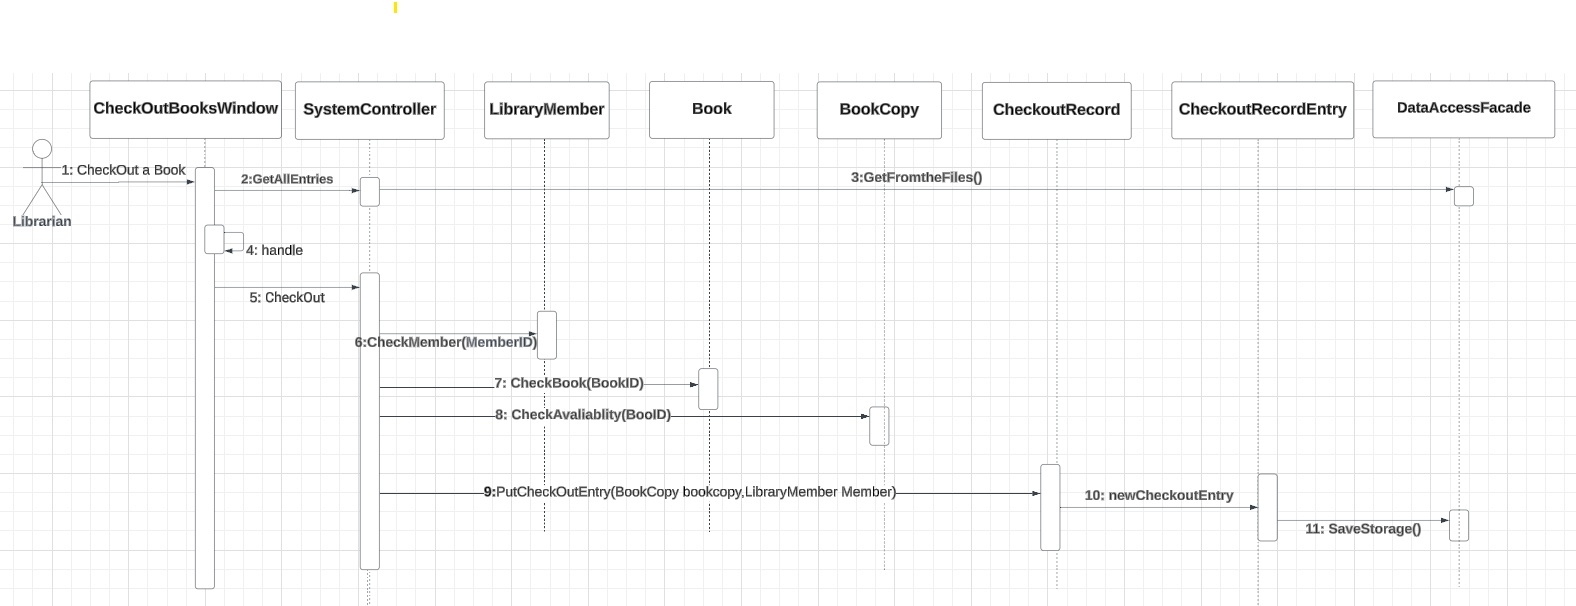 CheckOutBooksWindow
SystemController
LibraryMember
Book
BookCopy
CheckoutRecord
CheckoutRecordEntry
DataAccessFacade
1: CheckOut a Book
2:GetAllEntries
3:GetFromtheFiles()
Librarian
4: handle
5: CheckOut
6:CheckMember(MemberID)
7: CheckBook(BookID)
8: CheckAvaliablity(BooID)
9:PutCheckOutEntry(BookCopy bookcopy,LibraryMember Member)
10: newCheckoutEntry
11: SaveStorage()